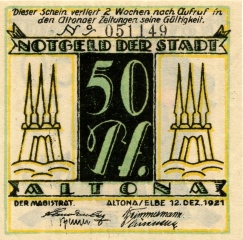 Dieser Schein verliert 2 Wochen nach Aufruf in
den Altonaer Zeitungen seine Gültigkeit.
No 051149
NOTGELD DER STADT
50
Pf.
ALTONA
DER MAGISTRAT. ALTONA/ELBE 12. DEZ. 1921